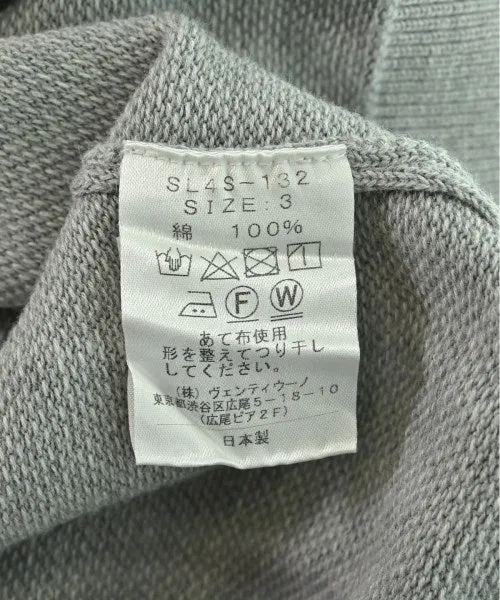 SL4S-132
SIZE:3
綿 100%
F W
あて布使用
形を整えてつり干し
してください。
(株)ヴェンティウーノ
東京都渋谷区広尾5-18-10
(広尾ピア2F)
日本製